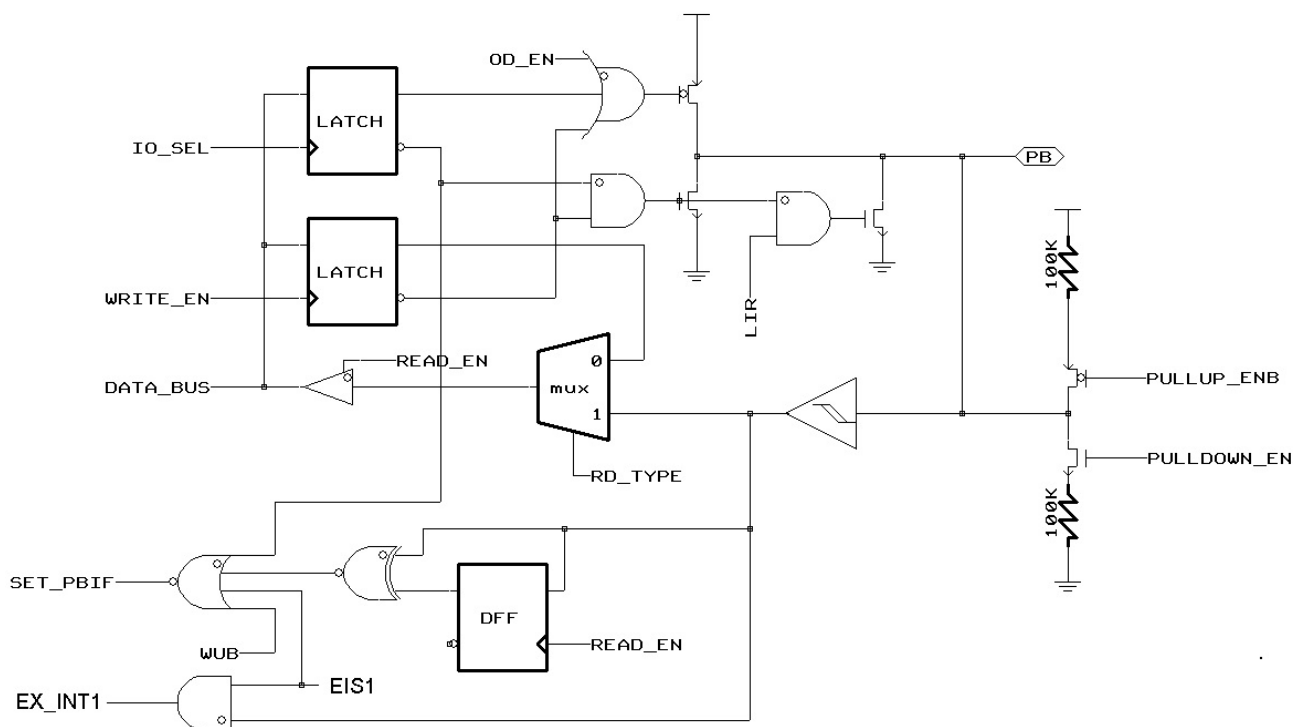 OD_EN
LATCH
IO_SEL
PB
LATCH
WRITE_EN
100K
LIR
READ_EN
DATA_BUS
0
mux
1
PULLUP_ENB
RD_TYPE
PULLDOWN_EN
100K
SET_PBIF
DFF
READ_EN
WUB
EX_INT1
EIS1